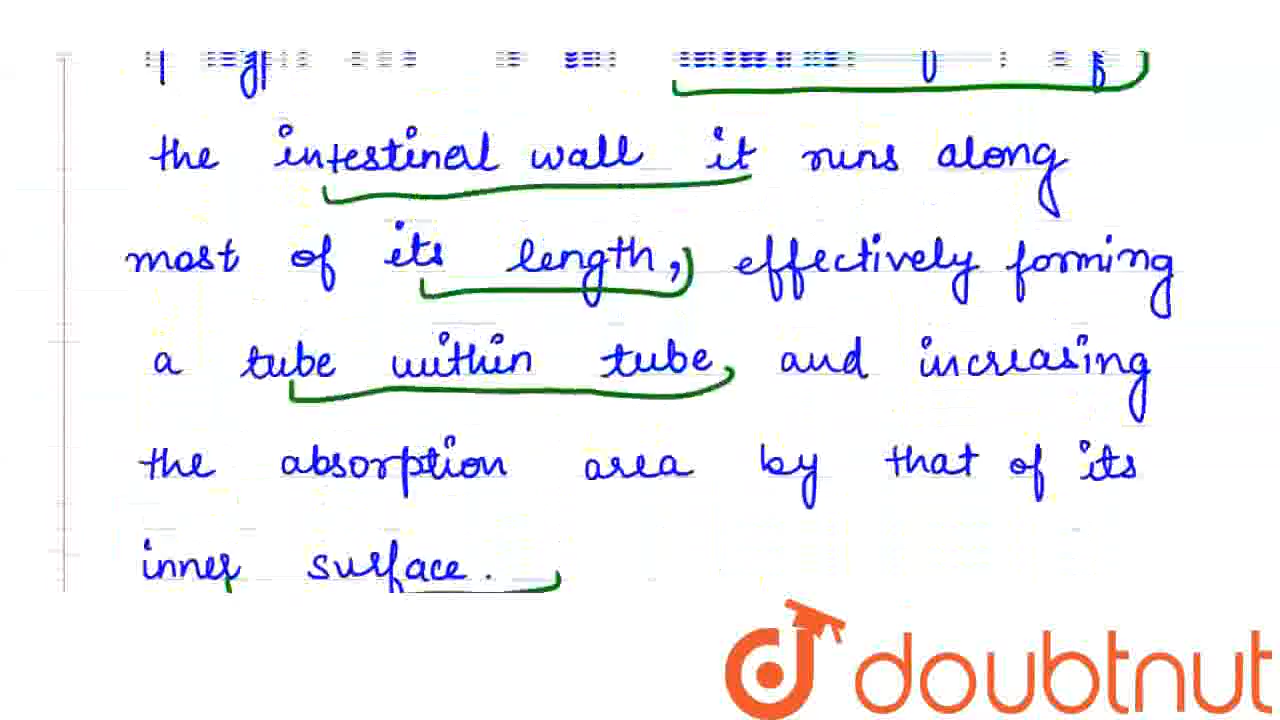 the intestinal wall it runs along
most of its length, effectively forming
a tube within tube, and increasing
the absorption area by that of its
inner surface.
doubtnut